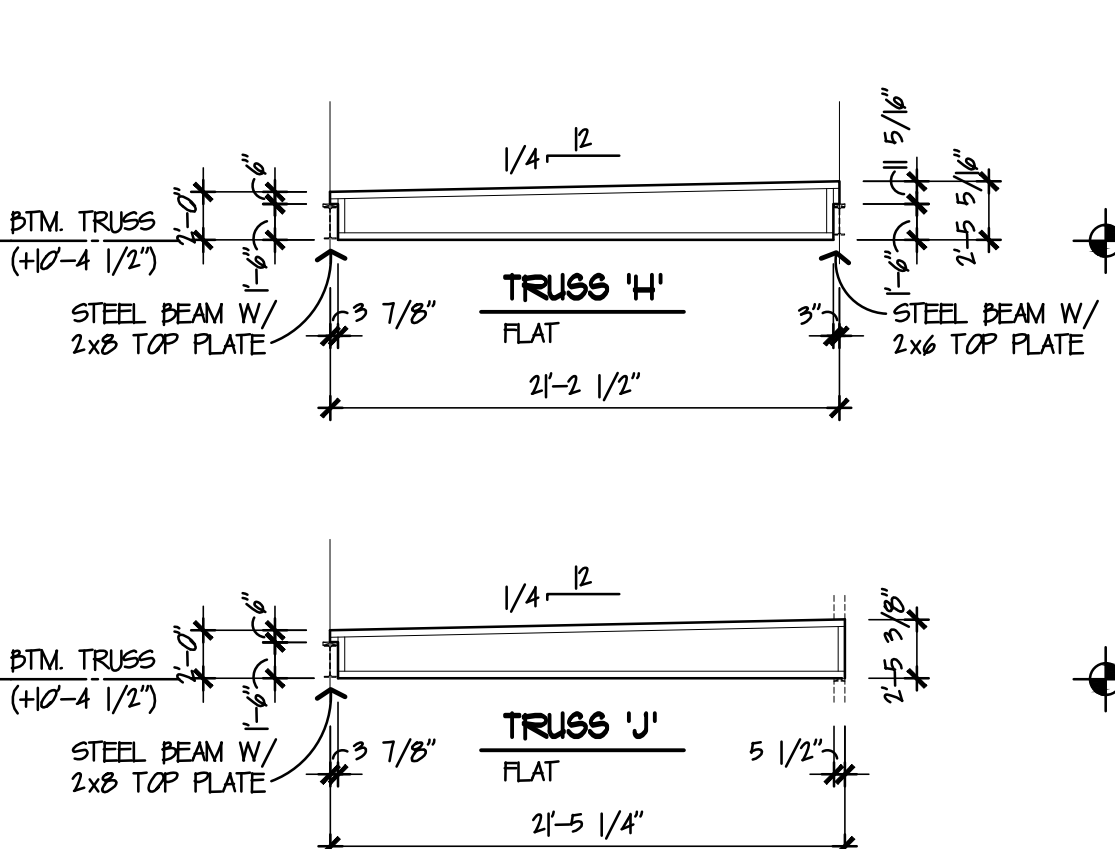 12
1/4
6"
2'-0"
1'-6"
11 5/16"
2'-5 5/16"
1'-6"
BTM. TRUSS
(+10'-4 1/2")
STEEL BEAM W/
2x8 TOP PLATE
3 7/8"
TRUSS 'H'
FLAT
3"
STEEL BEAM W/
2x6 TOP PLATE
21'-2 1/2"
12
1/4
6"
2'-0"
1'-6"
2'-5 3/8"
BTM. TRUSS
(+10'-4 1/2")
STEEL BEAM W/
2x8 TOP PLATE
3 7/8"
TRUSS 'J'
FLAT
5 1/2"
21'-5 1/4"